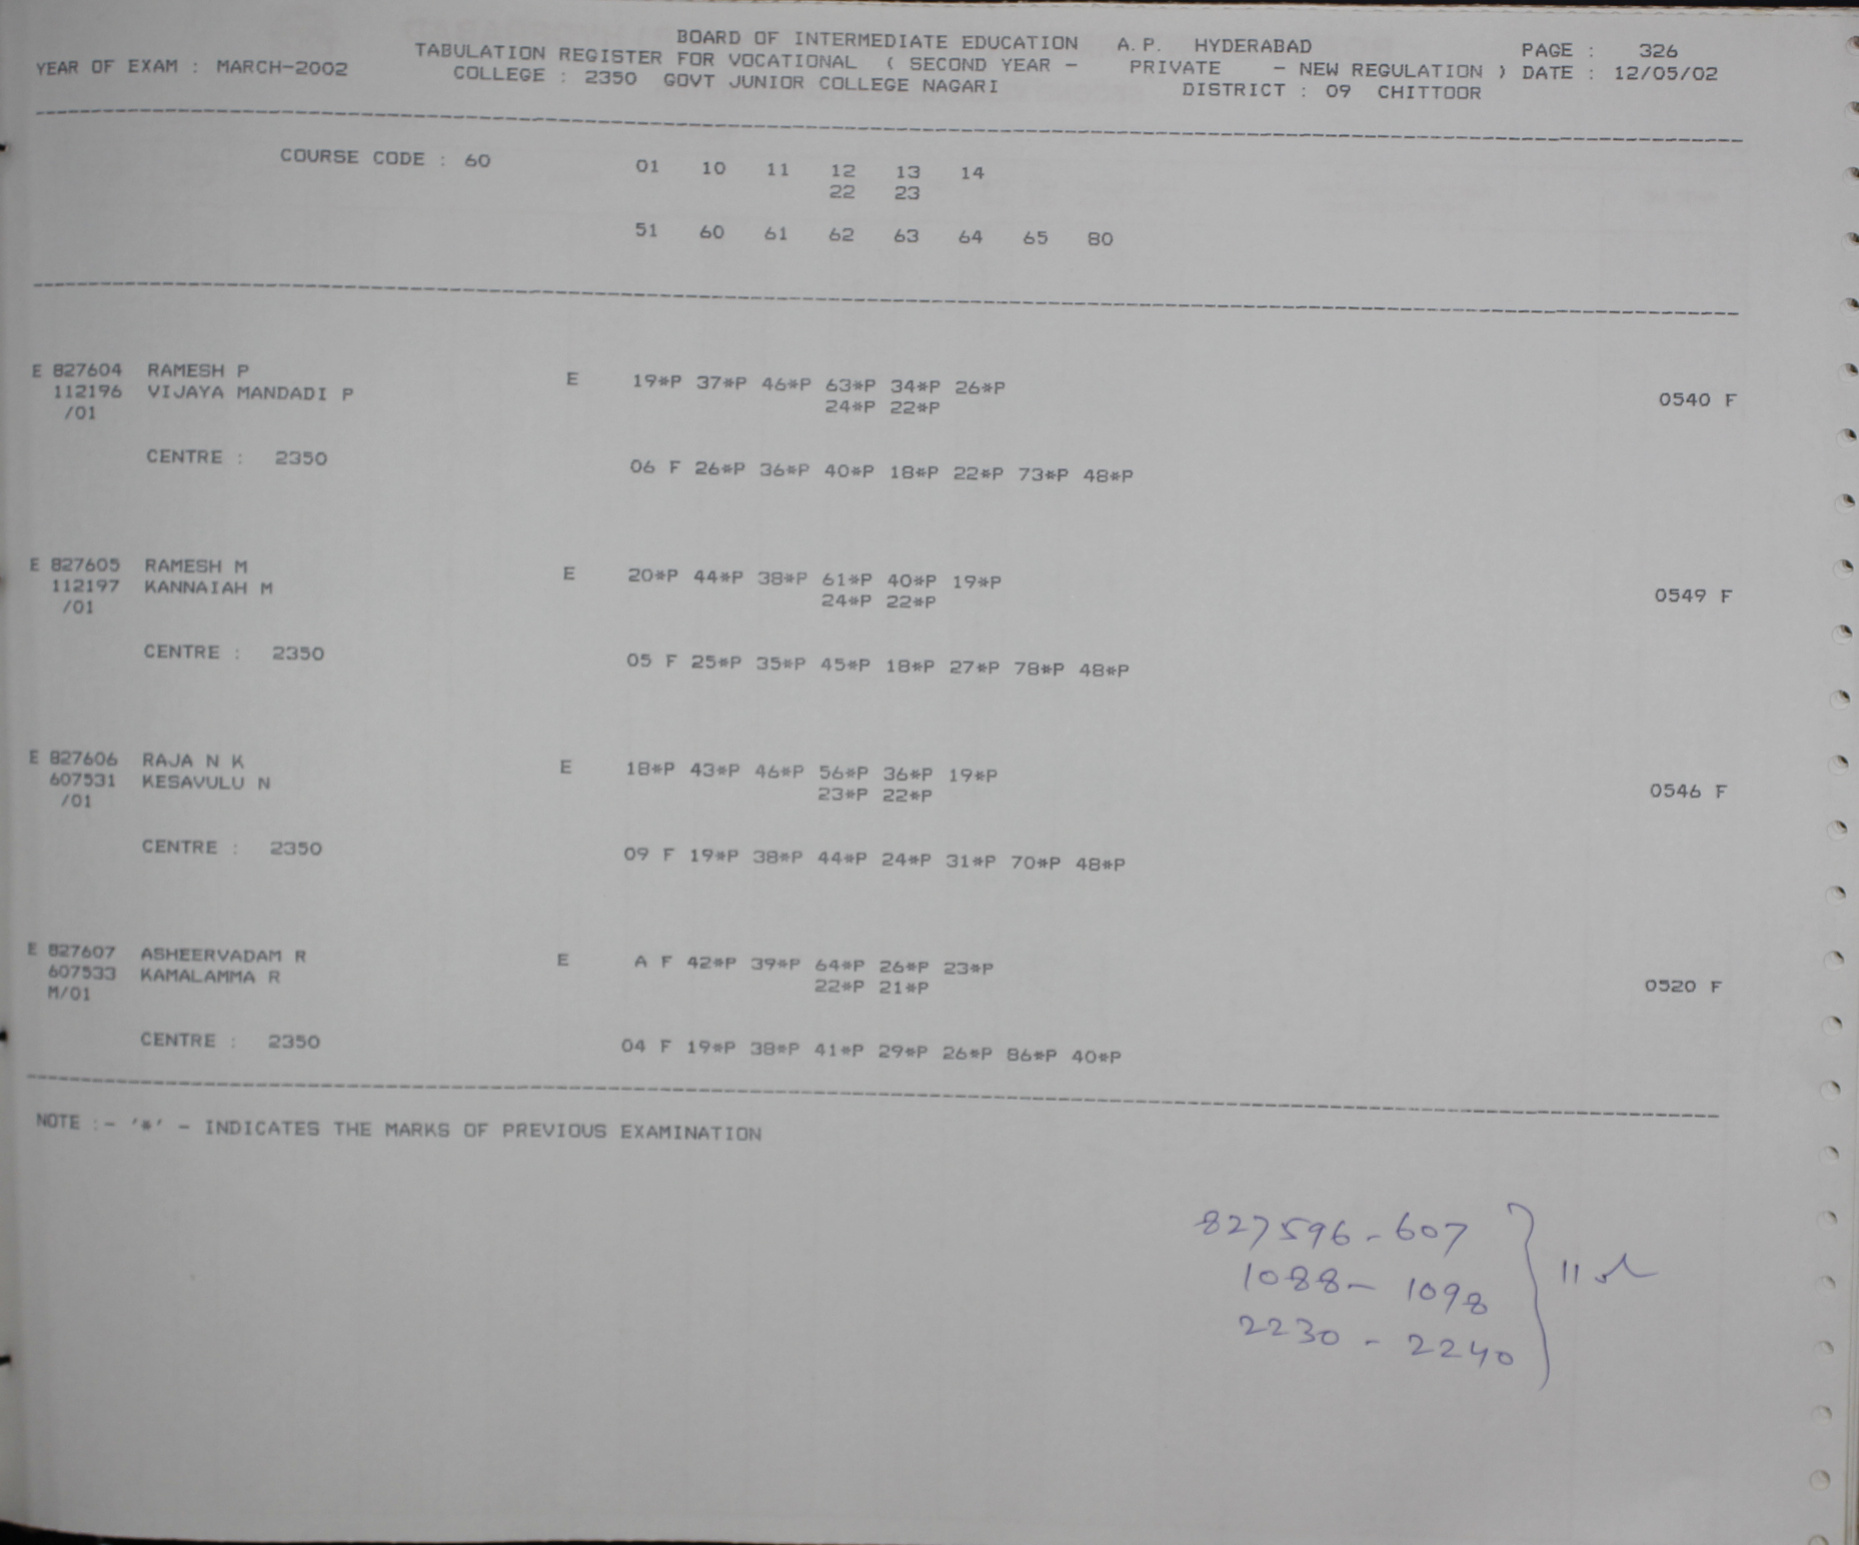 BOARD OF INTERMEDIATE EDUCATION A.P. HYDERABAD PAGE : 326
YEAR OF EXAM : MARCH-2002 TABULATION REGISTER FOR VOCATIONAL ( SECOND YEAR - PRIVATE - NEW REGULATION ) DATE : 12/05/02
COLLEGE : 2350 GOVT JUNIOR COLLEGE NAGARI DISTRICT : 09 CHITTOOR
COURSE CODE : 60 01 10 11 12 13 14
22 23
51 60 61 62 63 64 65 80
E 827604 RAMESH P E 19*P 37*P 46*P 63*P 34*P 26*P
112196 VIJAYA MANDADI P 24*P 22*P 0540 F
/01
CENTRE : 2350 06 F 26*P 36*P 40*P 18*P 22*P 73*P 48*P
E 827605 RAMESH M E 20*P 44*P 38*P 61*P 40*P 19*P
112197 KANNAIAH M 24*P 22*P 0549 F
/01
CENTRE : 2350 05 F 25*P 35*P 45*P 18*P 27*P 78*P 48*P
E 827606 RAJA N K E 18*P 43*P 46*P 56*P 36*P 19*P
607531 KESAVULU N 23*P 22*P 0546 F
/01
CENTRE : 2350 09 F 19*P 38*P 44*P 24*P 31*P 70*P 48*P
E 827607 ASHEERVADAM R E A F 42*P 39*P 64*P 26*P 23*P
607533 KAMALAMMA R 22*P 21*P 0520 F
M/01
CENTRE : 2350 04 F 19*P 38*P 41*P 29*P 26*P 86*P 40*P
NOTE :- '*' - INDICATES THE MARKS OF PREVIOUS EXAMINATION
827596-607
1088- 1098
2230 - 2240
11